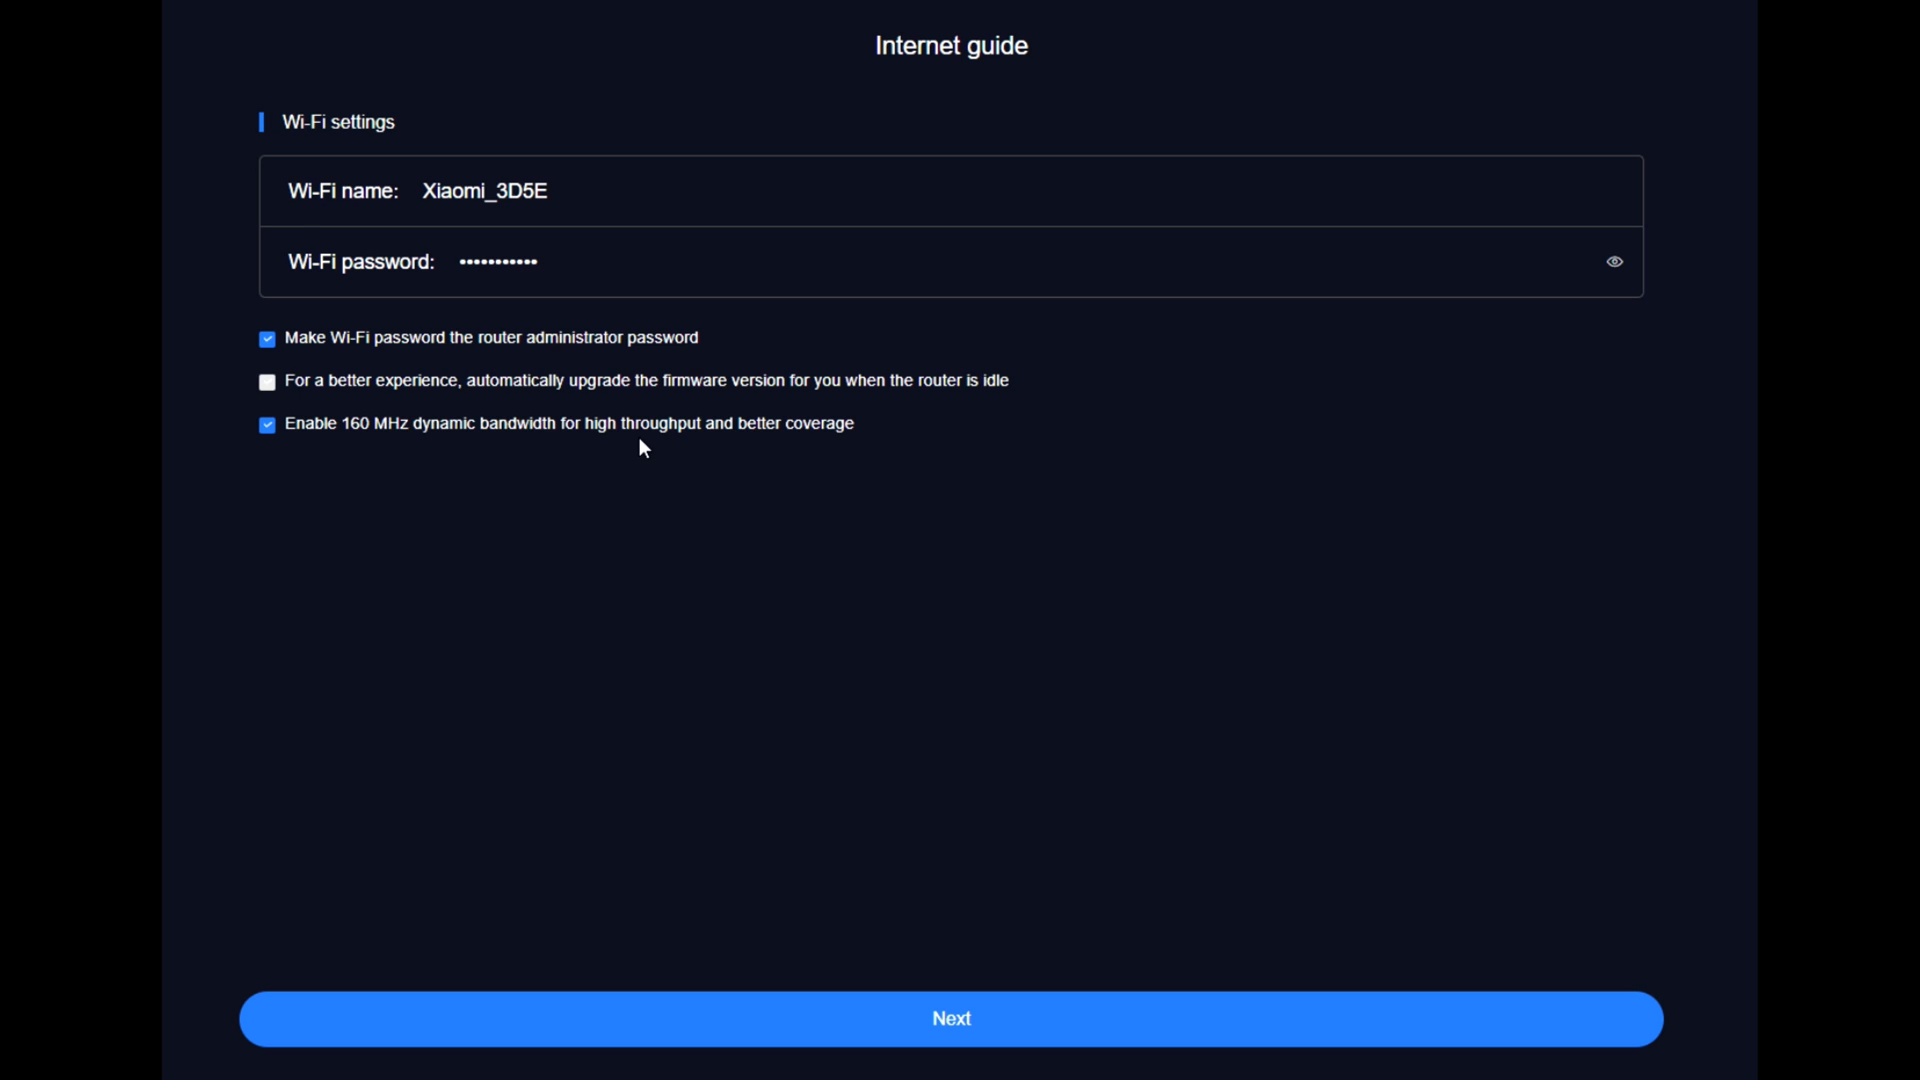 Internet guide
Wi-Fi settings
Wi-Fi name: Xiaomi_3D5E
Wi-Fi password: •••••••••••
Make Wi-Fi password the router administrator password
For a better experience, automatically upgrade the firmware version for you when the router is idle
Enable 160 MHz dynamic bandwidth for high throughput and better coverage
Next